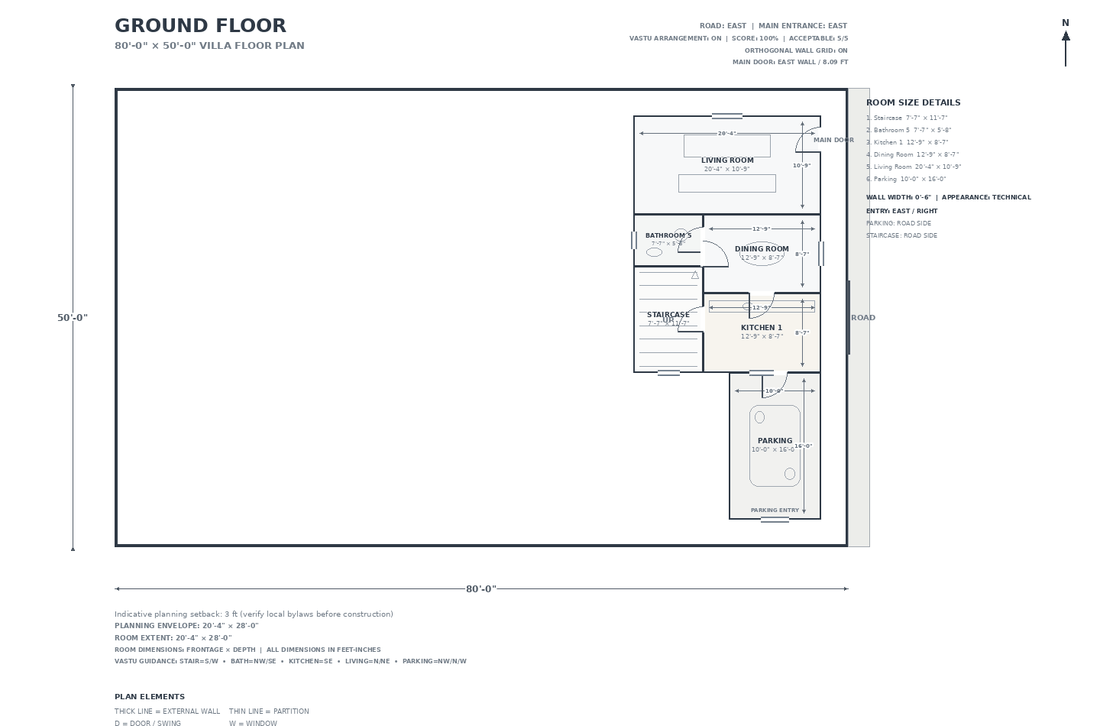 GROUND FLOOR
80'-0" × 50'-0" VILLA FLOOR PLAN
ROAD: EAST | MAIN ENTRANCE: EAST
VASTU ARRANGEMENT: ON | SCORE: 100% | ACCEPTABLE: 5/5
ORTHOGONAL WALL GRID: ON
MAIN DOOR: EAST WALL / 8.09 FT
N
ROOM SIZE DETAILS
1. Staircase 7'-7" × 11'-7"
2. Bathroom 5 7'-7" × 5'-8"
3. Kitchen 1 12'-9" × 8'-7"
4. Dining Room 12'-9" × 8'-7"
5. Living Room 20'-4" × 10'-9"
6. Parking 10'-0" × 16'-0"
WALL WIDTH: 0'-6" | APPEARANCE: TECHNICAL
ENTRY: EAST / RIGHT
PARKING: ROAD SIDE
STAIRCASE: ROAD SIDE
20'-4"
MAIN DOOR
LIVING ROOM
20'-4" × 10'-9"
10'-9"
BATHROOM 5
7'-7" × 5'-8"
12'-9"
DINING ROOM
12'-9" × 8'-7"
8'-7"
STAIRCASE
7'-7" × 11'-7"
UP
12'-9"
KITCHEN 1
12'-9" × 8'-7"
8'-7"
50'-0"
ROAD
10'-0"
PARKING
10'-0" × 16'-0"
16'-0"
PARKING ENTRY
80'-0"
Indicative planning setback: 3 ft (verify local bylaws before construction)
PLANNING ENVELOPE: 20'-4" × 28'-0"
ROOM EXTENT: 20'-4" × 28'-0"
ROOM DIMENSIONS: FRONTAGE × DEPTH | ALL DIMENSIONS IN FEET-INCHES
VASTU GUIDANCE: STAIR=S/W • BATH=NW/SE • KITCHEN=SE • LIVING=N/NE • PARKING=NW/N/W
PLAN ELEMENTS
THICK LINE = EXTERNAL WALL THIN LINE = PARTITION
D = DOOR / SWING W = WINDOW